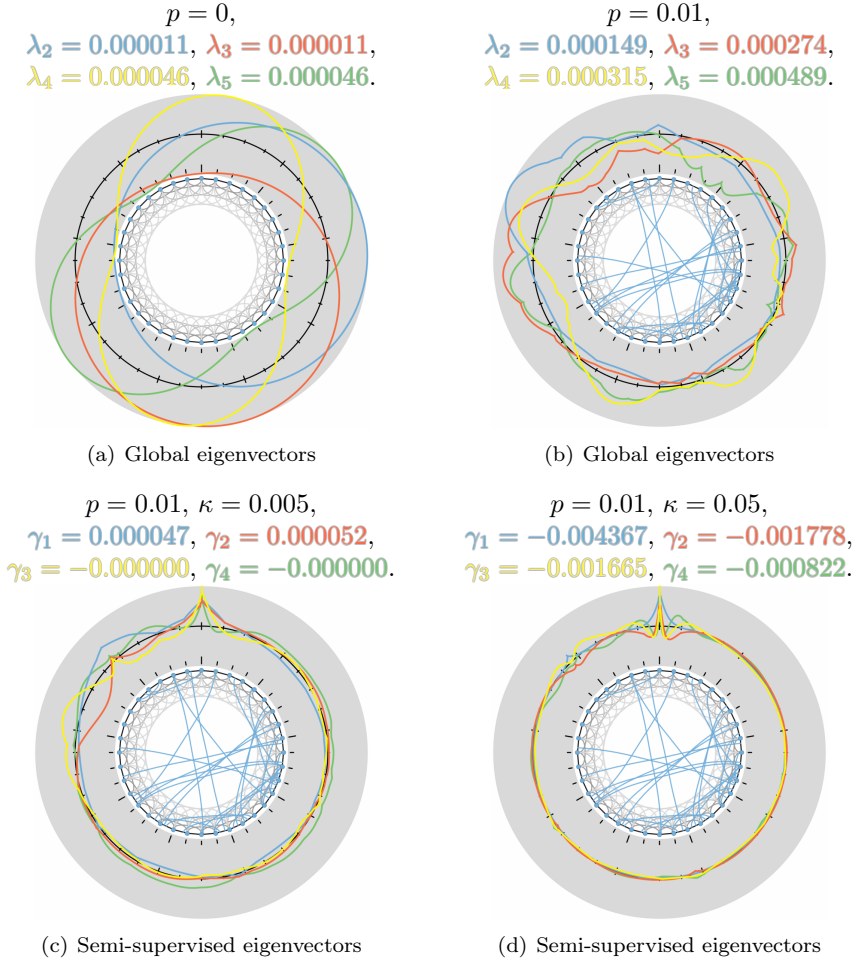 p = 0,
λ2 = 0.000011, λ3 = 0.000011,
λ4 = 0.000046, λ5 = 0.000046.
(a) Global eigenvectors
p = 0.01,
λ2 = 0.000149, λ3 = 0.000274,
λ4 = 0.000315, λ5 = 0.000489.
(b) Global eigenvectors
p = 0.01, κ = 0.005,
γ1 = 0.000047, γ2 = 0.000052,
γ3 = −0.000000, γ4 = −0.000000.
(c) Semi-supervised eigenvectors
p = 0.01, κ = 0.05,
γ1 = −0.004367, γ2 = −0.001778,
γ3 = −0.001665, γ4 = −0.000822.
(d) Semi-supervised eigenvectors